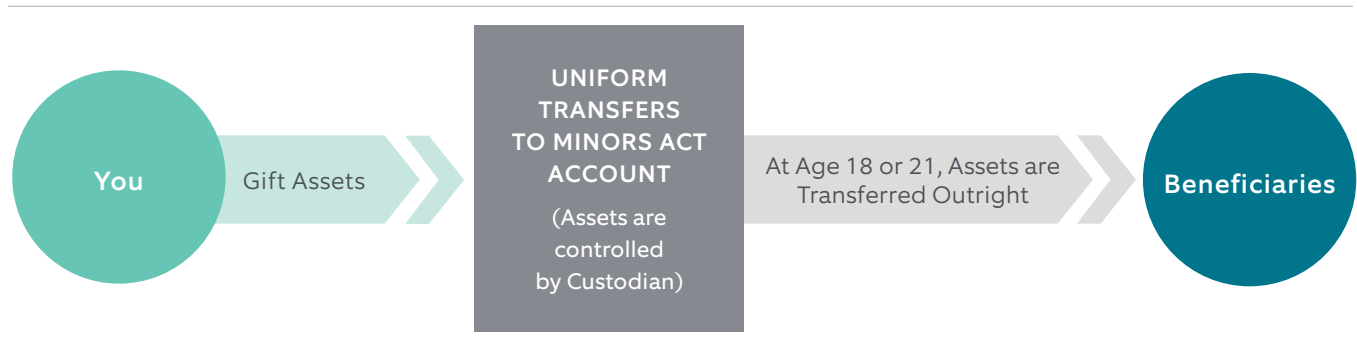 You
Gift Assets
UNIFORM
TRANSFERS
TO MINORS ACT
ACCOUNT
(Assets are
controlled
by Custodian)
At Age 18 or 21, Assets are
Transferred Outright
Beneficiaries